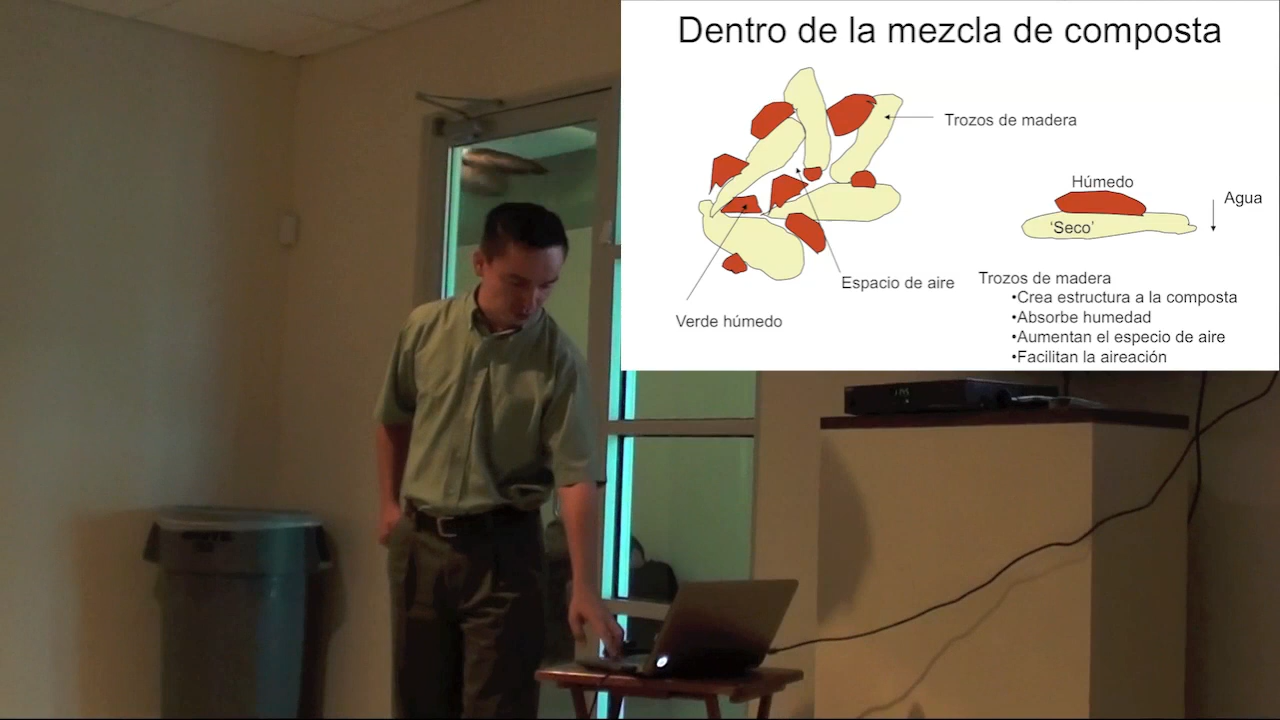 Dentro de la mezcla de composta
Trozos de madera
Húmedo
Agua
'Seco'
Espacio de aire
Verde húmedo
Trozos de madera
•Crea estructura a la composta
•Absorbe humedad
•Aumentan el especio de aire
•Facilitan la aireación